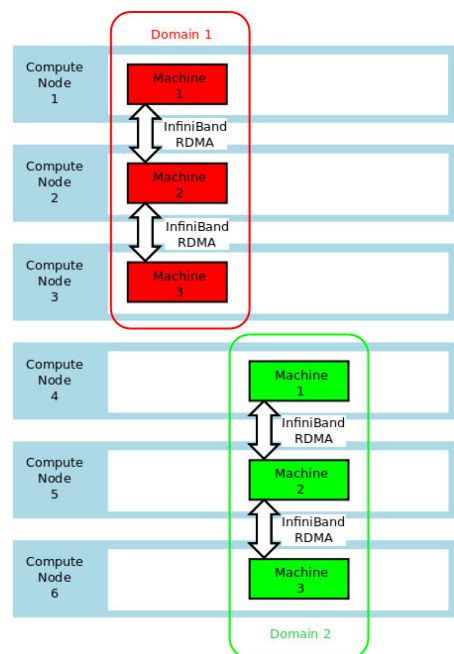 Domain 1
Compute
Node
1
Machine
1
InfiniBand
RDMA
Compute
Node
2
Machine
2
InfiniBand
RDMA
Compute
Node
3
Machine
3
Compute
Node
4
Machine
1
InfiniBand
RDMA
Compute
Node
5
Machine
2
InfiniBand
RDMA
Compute
Node
6
Machine
3
Domain 2